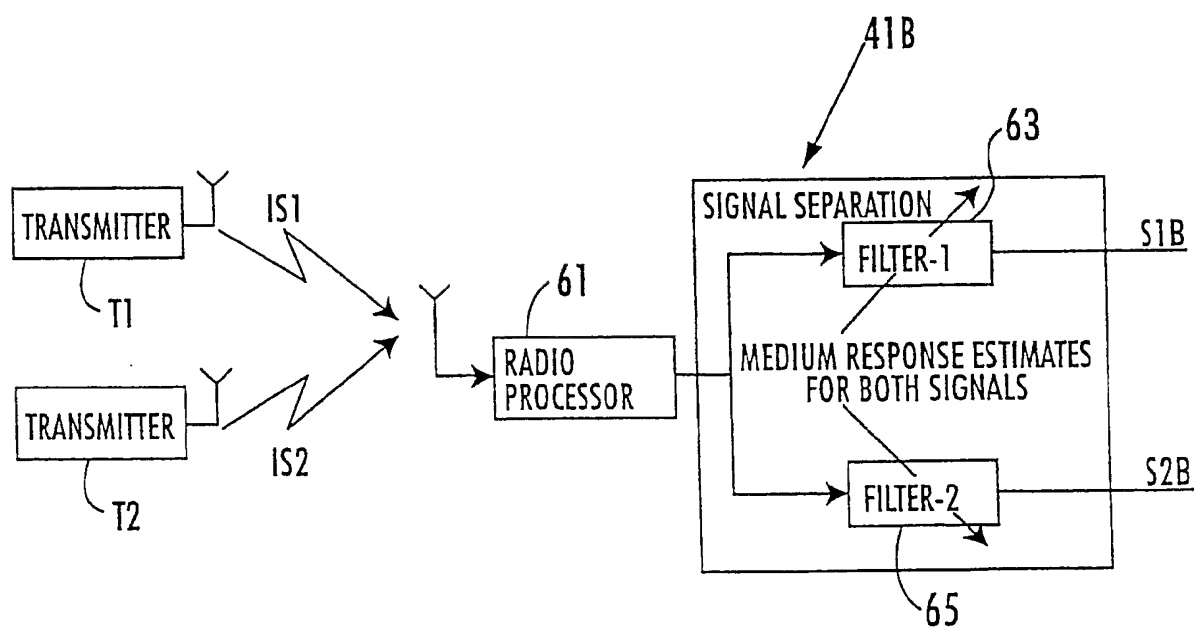 41B
63
SIGNAL SEPARATION
TRANSMITTER
IS1
S1B
FILTER-1
T1
61
RADIO
PROCESSOR
MEDIUM RESPONSE ESTIMATES
FOR BOTH SIGNALS
TRANSMITTER
IS2
S2B
FILTER-2
T2
65